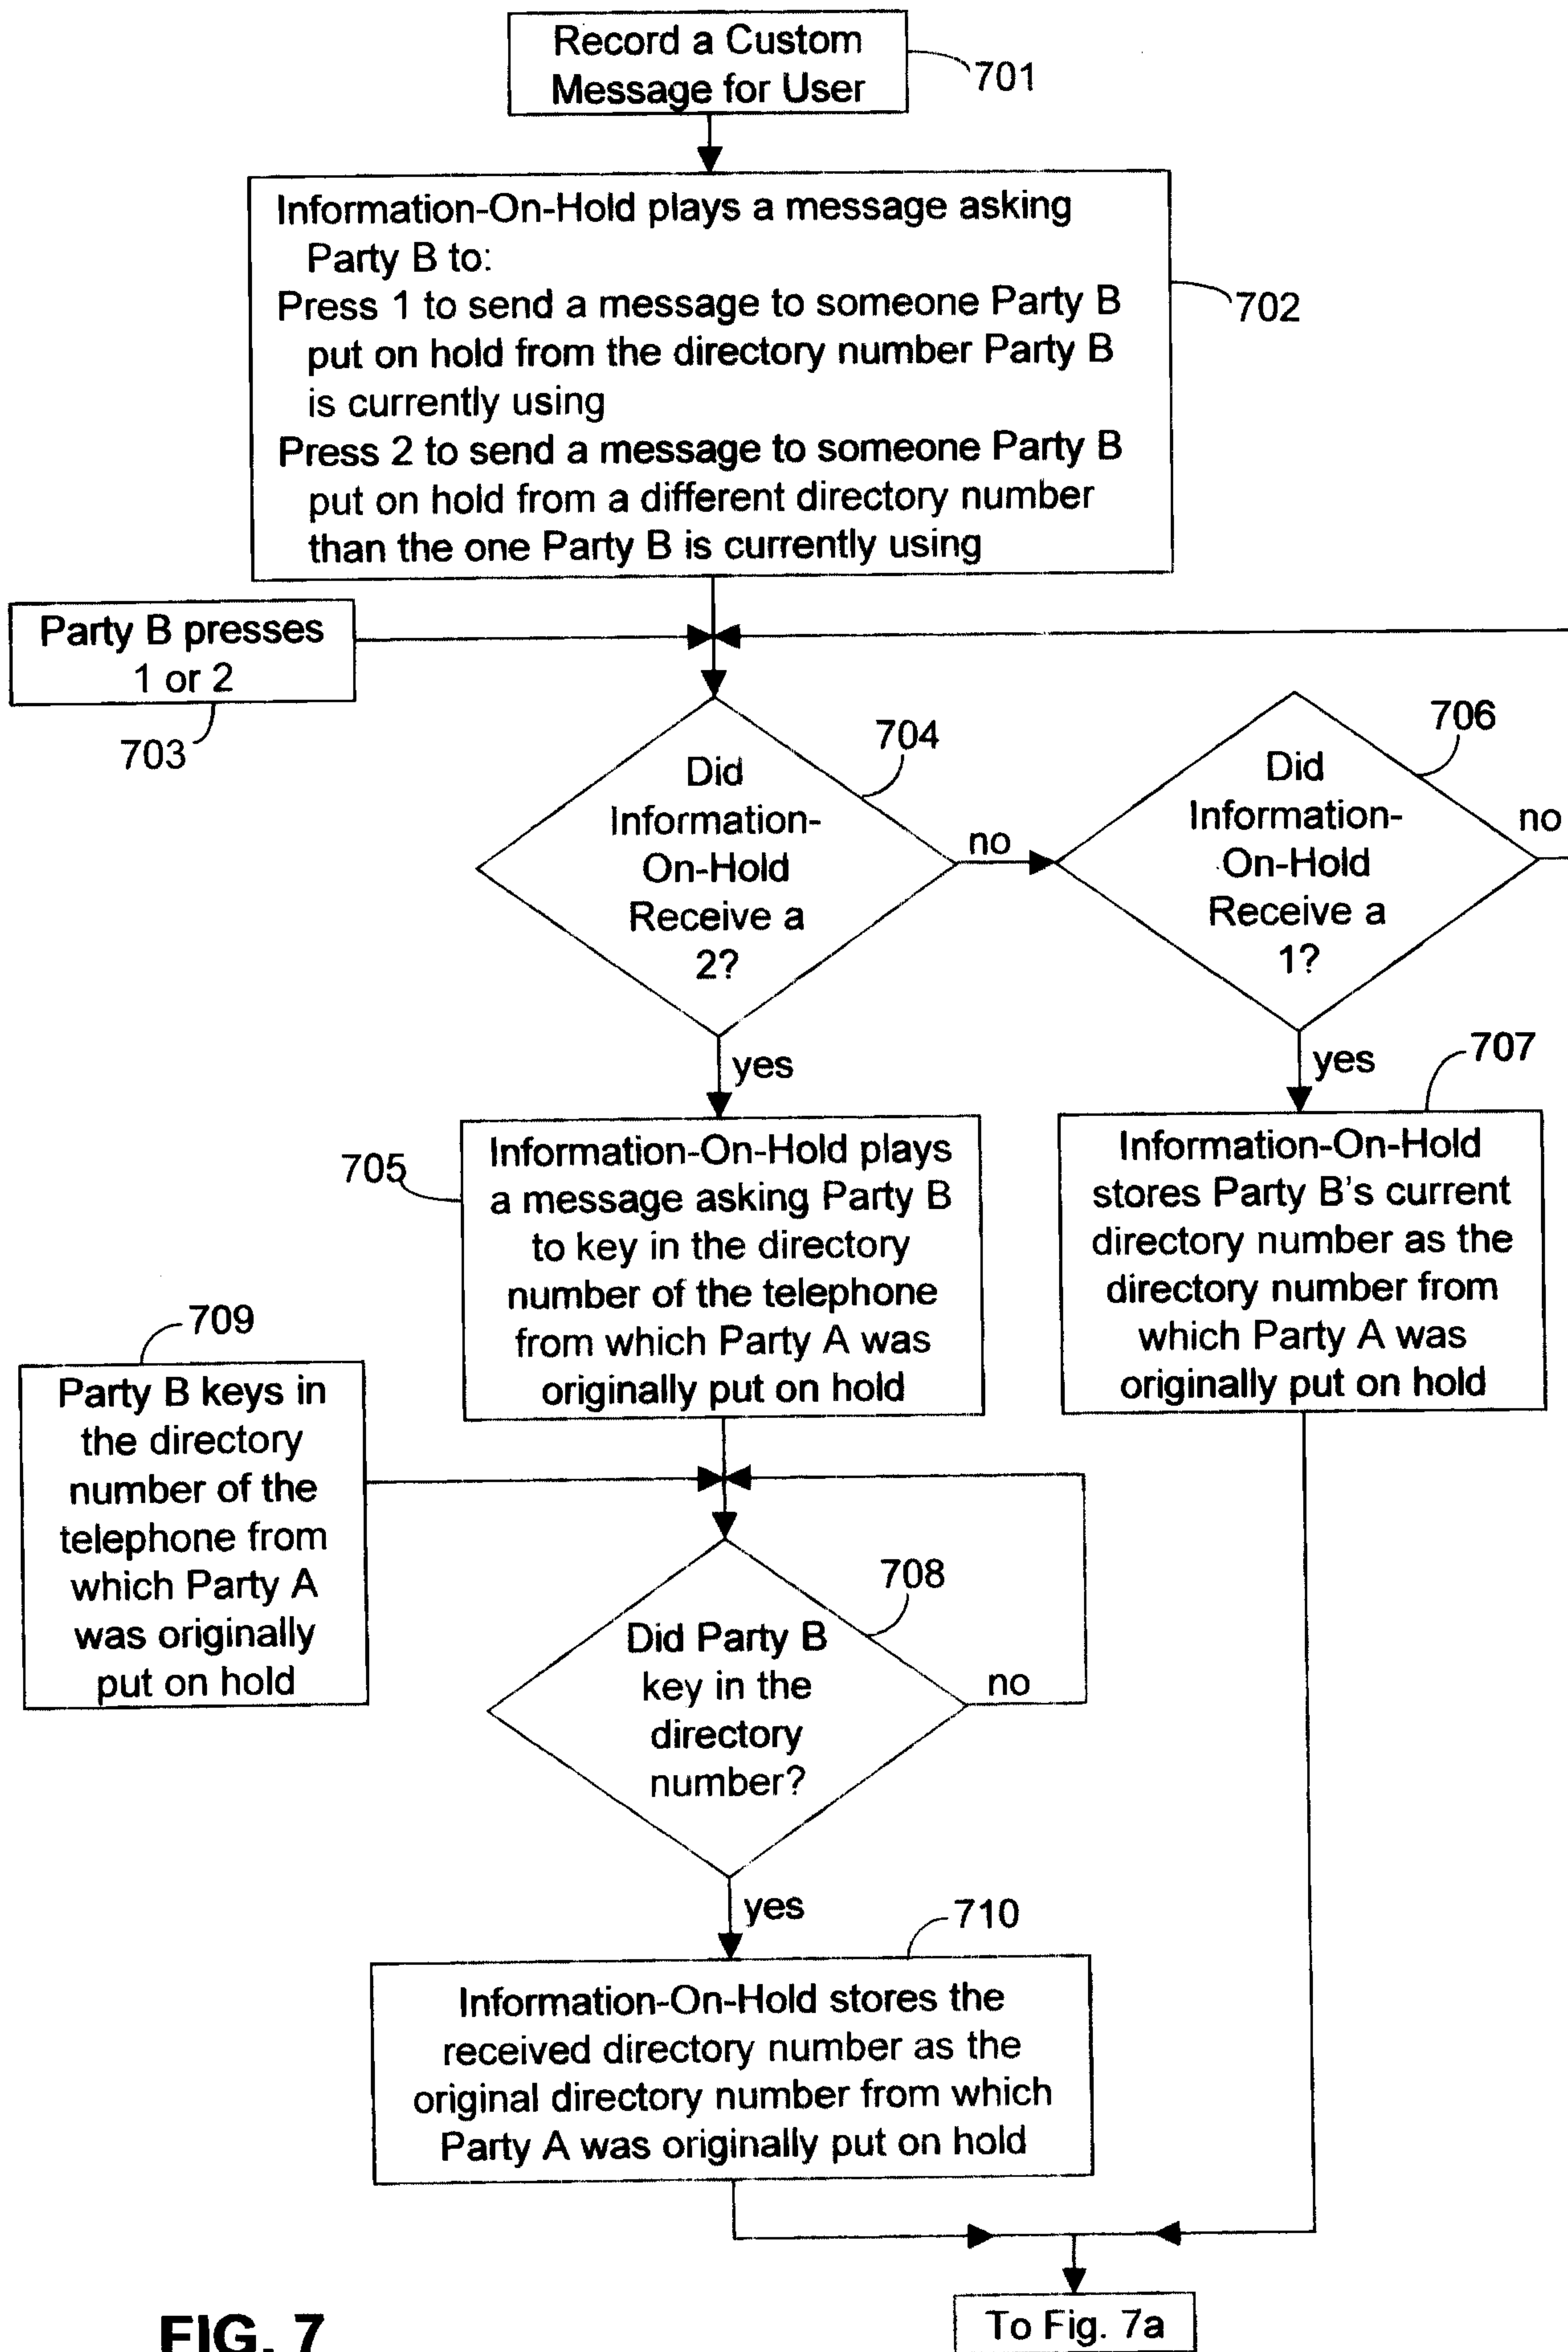 Record a Custom
Message for User
701
Information-On-Hold plays a message asking
Party B to:
Press 1 to send a message to someone Party B
put on hold from the directory number Party B
is currently using
Press 2 to send a message to someone Party B
put on hold from a different directory number
than the one Party B is currently using
702
Party B presses
1 or 2
703
Did
Information-
On-Hold
Receive a
2?
704
no
Did
Information-
On-Hold
Receive a
1?
706
no
yes
yes
Information-On-Hold plays
a message asking Party B
to key in the directory
number of the telephone
from which Party A was
originally put on hold
705
Information-On-Hold
stores Party B's current
directory number as the
directory number from
which Party A was
originally put on hold
707
Party B keys in
the directory
number of the
telephone from
which Party A
was originally
put on hold
709
Did Party B
key in the
directory
number?
708
no
yes
Information-On-Hold stores the
received directory number as the
original directory number from which
Party A was originally put on hold
710
To Fig. 7a
FIG. 7